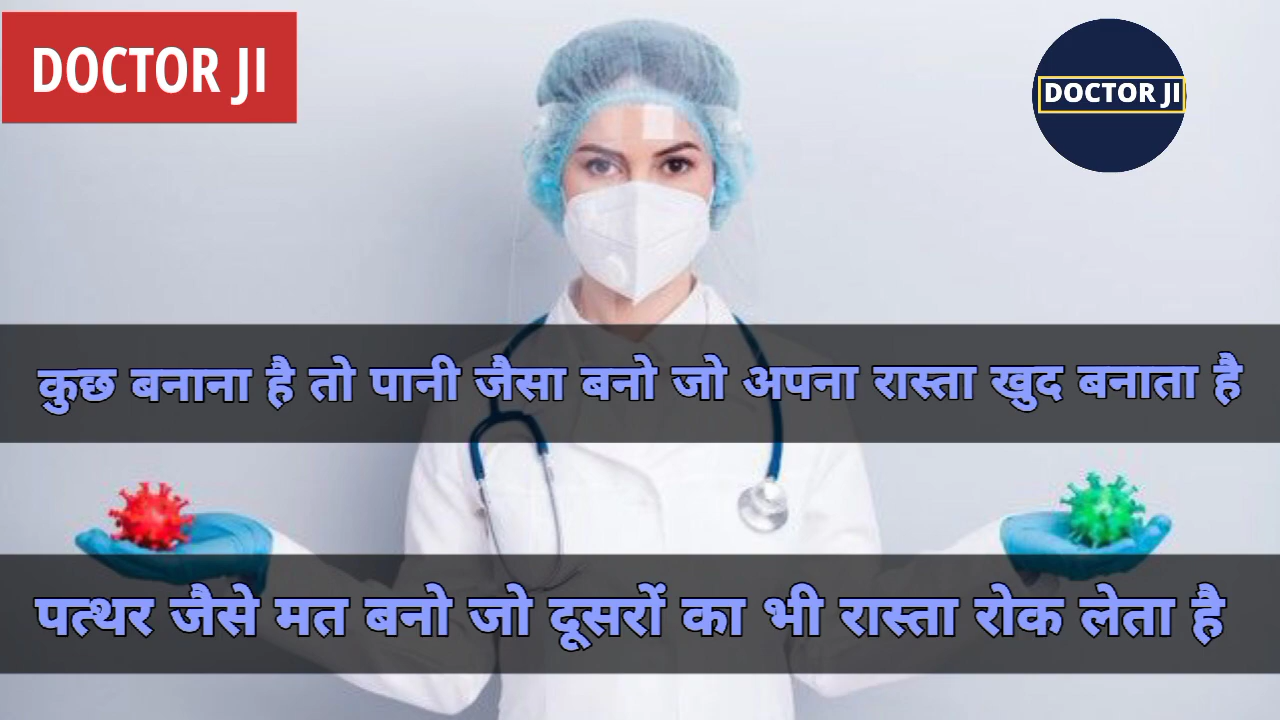 DOCTOR JI
DOCTOR JI
कुछ बनाना है तो पानी जैसा बनो जो अपना रास्ता खुद बनाता है
पत्थर जैसे मत बनो जो दूसरों का भी रास्ता रोक लेता है